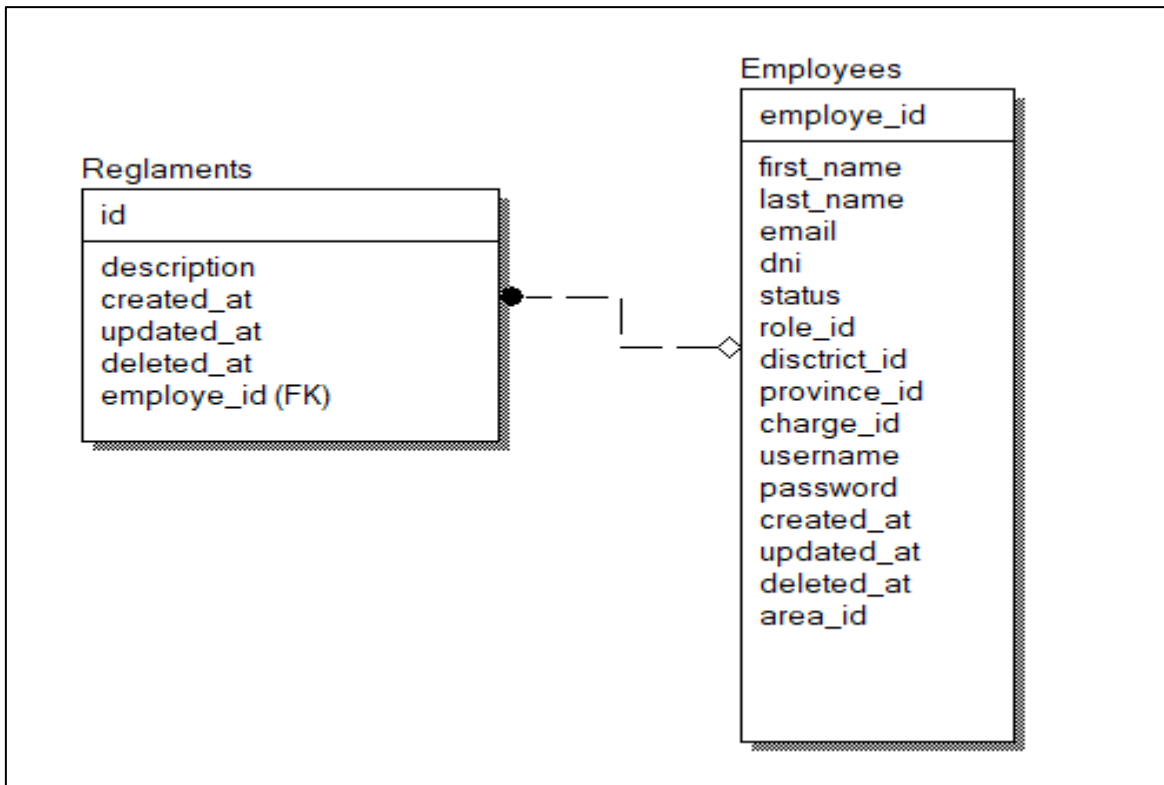 Reglaments
id
description
created_at
updated_at
deleted_at
employe_id (FK)
Employees
employe_id
first_name
last_name
email
dni
status
role_id
disctrict_id
province_id
charge_id
username
password
created_at
updated_at
deleted_at
area_id